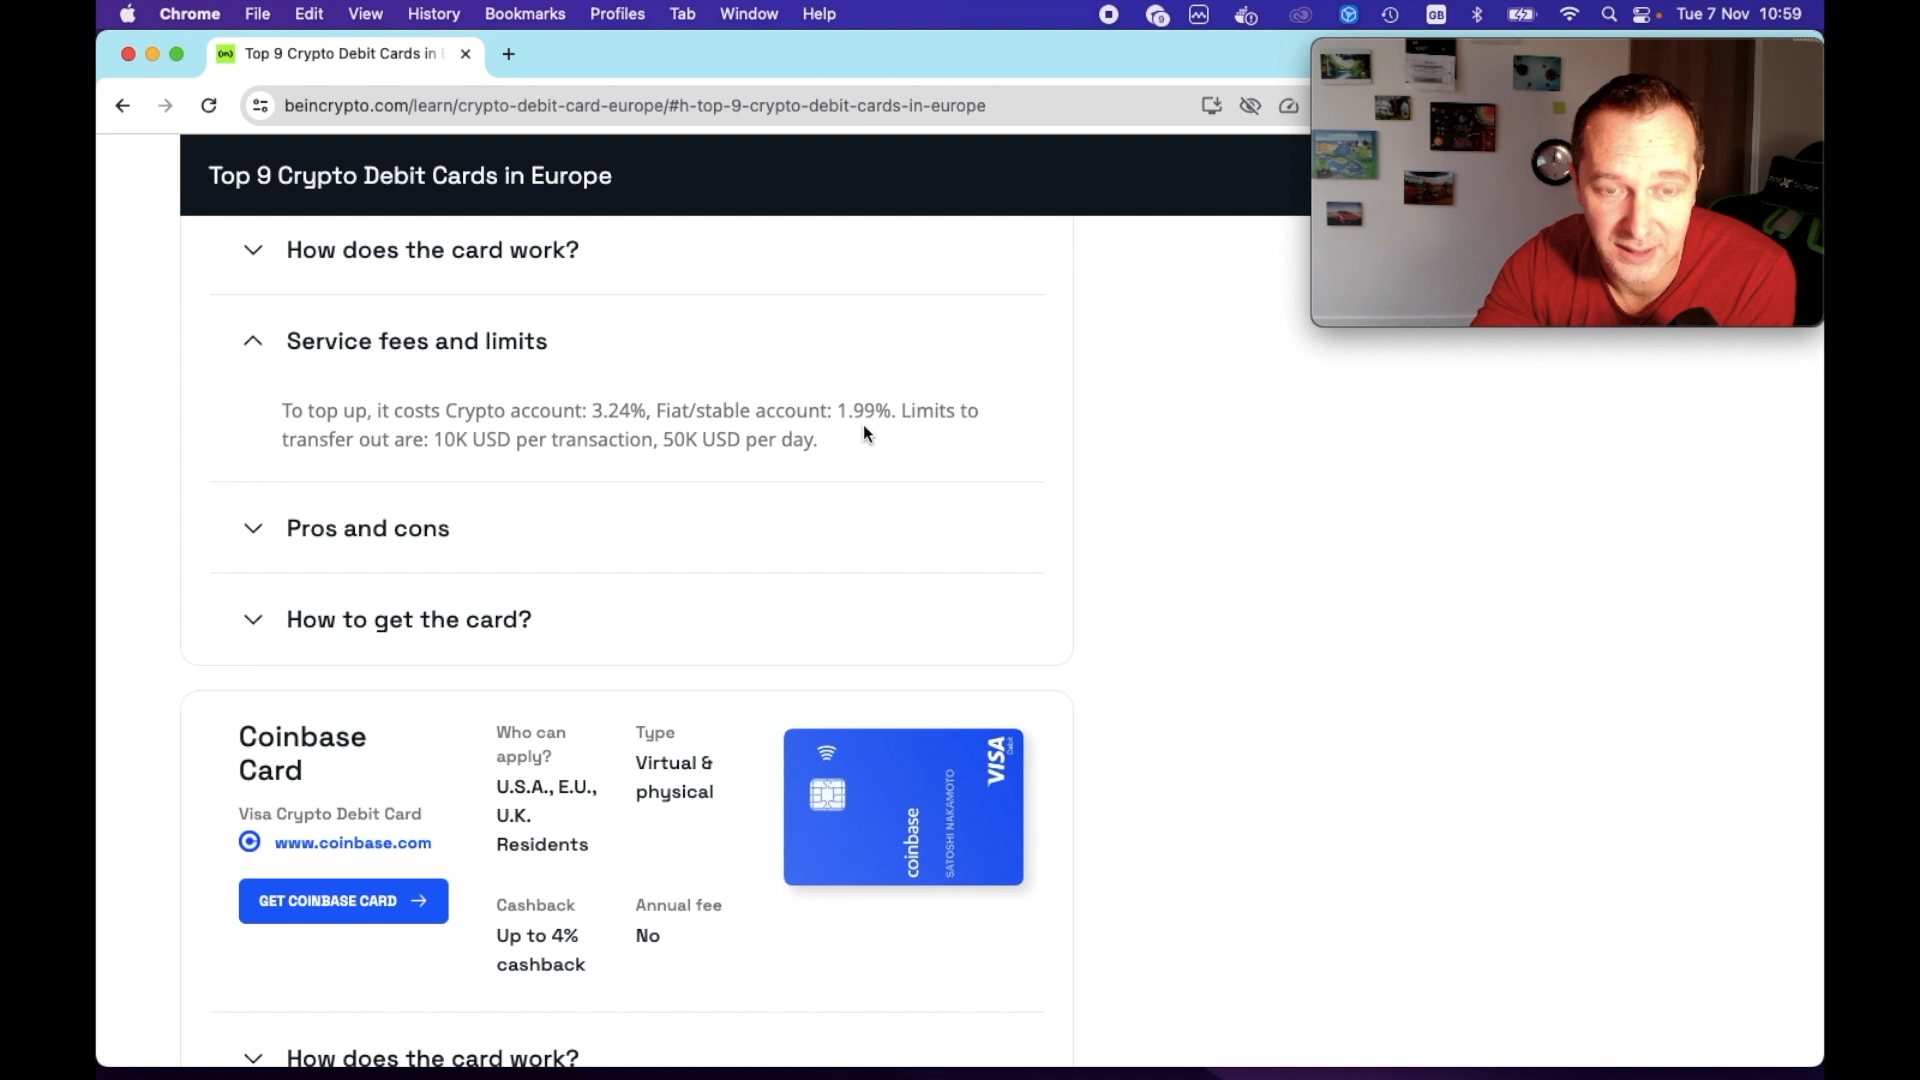 Chrome File Edit View History Bookmarks Profiles Tab Window Help
9
GB
Tue 7 Nov 10:59
Top 9 Crypto Debit Cards in
beincrypto.com/learn/crypto-debit-card-europe/#h-top-9-crypto-debit-cards-in-europe
Top 9 Crypto Debit Cards in Europe
How does the card work?
Service fees and limits
To top up, it costs Crypto account: 3.24%, Fiat/stable account: 1.99%. Limits to
transfer out are: 10K USD per transaction, 50K USD per day.
Pros and cons
How to get the card?
Coinbase
Card
Visa Crypto Debit Card
www.coinbase.com
GET COINBASE CARD
Who can
apply?
U.S.A., E.U.,
U.K.
Residents
Type
Virtual &
physical
Cashback
Up to 4%
cashback
Annual fee
No
coinbase
SATOSHI NAKAMOTO
VISA
Debit
How does the card work?